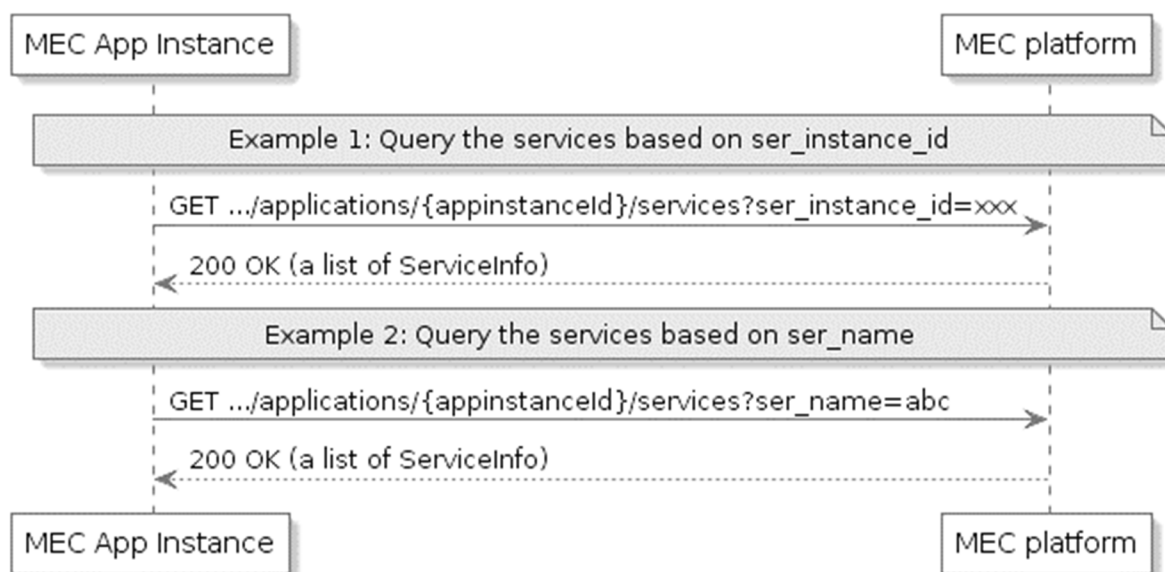 MEC App Instance
MEC platform
Example 1: Query the services based on ser_instance_id
GET .../applications/{appinstanceId}/services?ser_instance_id=xxx
200 OK (a list of ServiceInfo)
Example 2: Query the services based on ser_name
GET .../applications/{appinstanceId}/services?ser_name=abc
200 OK (a list of ServiceInfo)
MEC App Instance
MEC platform